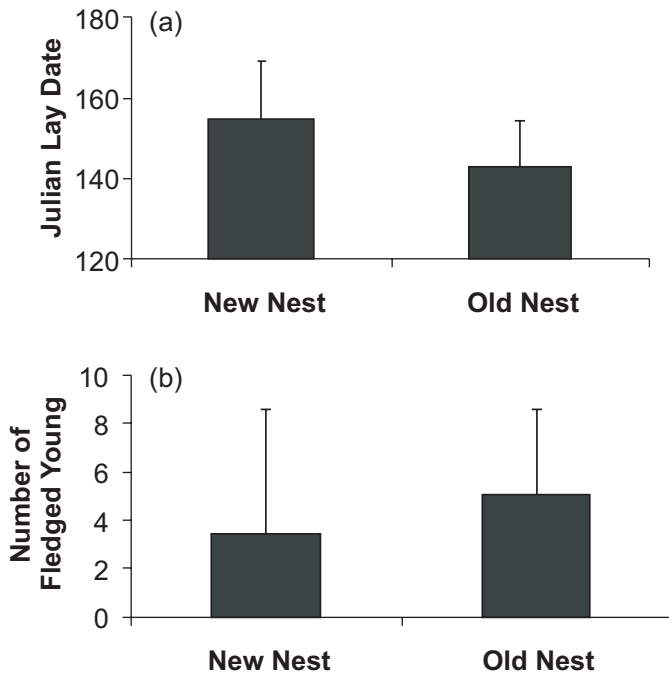 (a)
Julian Lay Date
180
160
140
120
New Nest Old Nest
(b)
Number of
Fledged Young
10
8
6
4
2
0
New Nest Old Nest